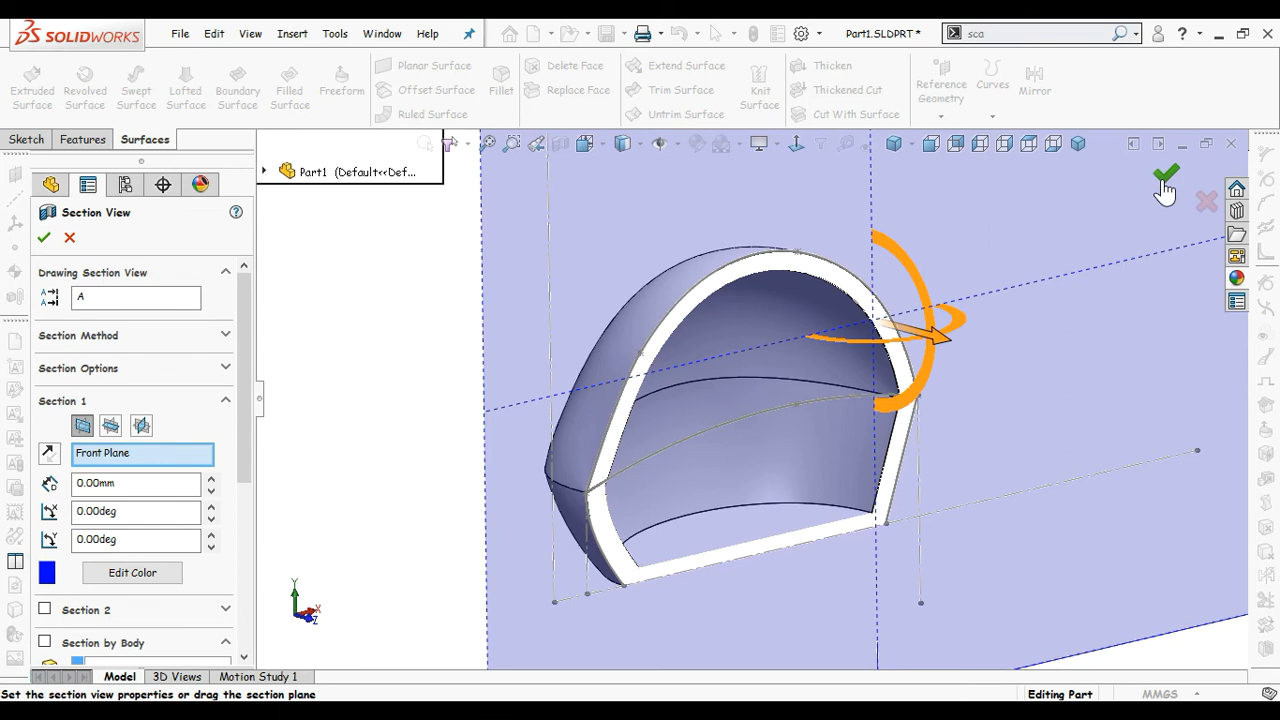 SOLIDWORKS File Edit View Insert Tools Window Help Part1.SLDPRT * sca ?
Extruded Surface
Revolved Surface
Swept Surface
Lofted Surface
Boundary Surface
Filled Surface
Freeform
Planar Surface
Offset Surface
Ruled Surface
Fillet
Delete Face
Replace Face
Extend Surface
Trim Surface
Untrim Surface
Knit Surface
Thicken
Thickened Cut
Cut With Surface
Reference Geometry
Curves
Mirror
Sketch Features Surfaces
Part1 (Default<<Def...
Section View ?
Drawing Section View
A
Section Method
Section Options
Section 1
Front Plane
0.00mm
0.00deg
0.00deg
Edit Color
Section 2
Section by Body
Y
X
Z
Model 3D Views Motion Study 1
Set the section view properties or drag the section plane Editing Part MMGS